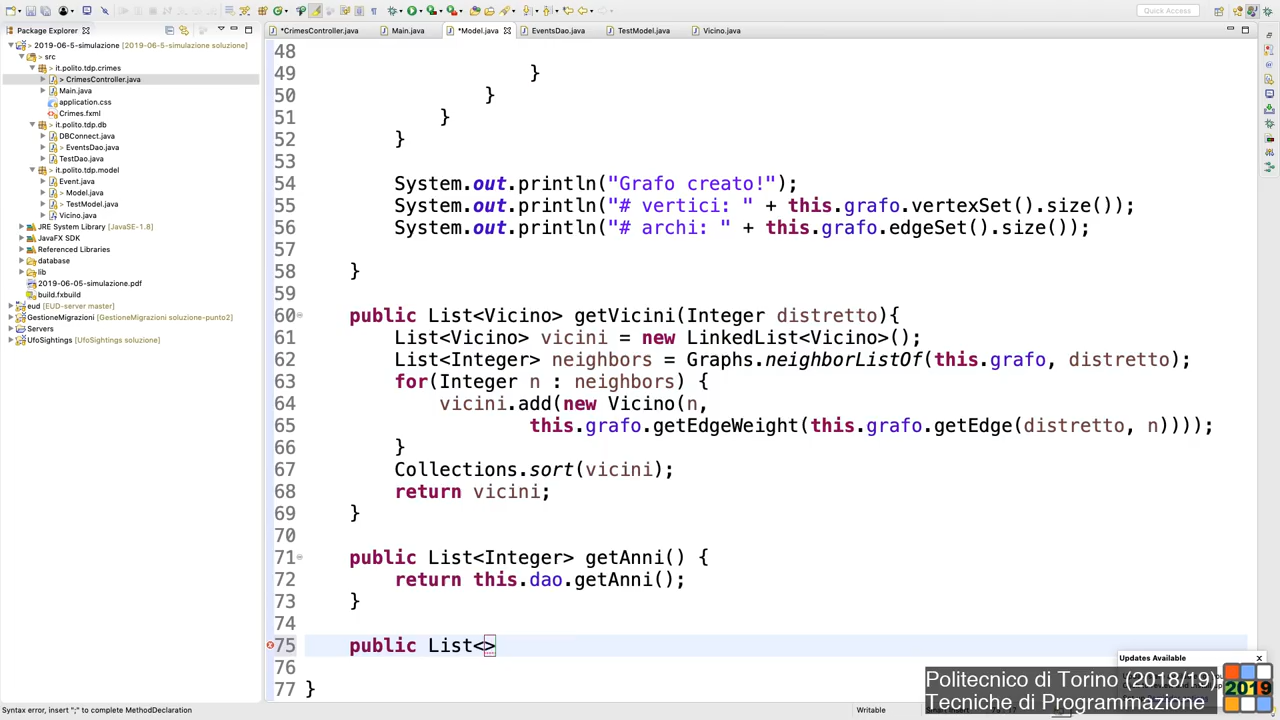 Quick Access
Package Explorer
*CrimesController.java
Main.java
*Model.java
EventsDao.java
TestModel.java
Vicino.java
> 2019-06-5-simulazione [2019-06-05-simulazione soluzione]
> src
> it.polito.tdp.crimes
> CrimesController.java
Main.java
application.css
Crimes.fxml
> it.polito.tdp.db
DBConnect.java
> EventsDao.java
TestDao.java
> it.polito.tdp.model
Event.java
> Model.java
> TestModel.java
Vicino.java
JRE System Library [JavaSE-1.8]
JavaFX SDK
Referenced Libraries
database
lib
2019-06-05-simulazione.pdf
build.fxbuild
eud [EUD-server master]
GestioneMigrazioni [GestioneMigrazioni soluzione-punto2]
Servers
UfoSightings [UfoSightings soluzione]
48
49 }
50 }
51 }
52 }
53
54 System.out.println("Grafo creato!");
55 System.out.println("# vertici: " + this.grafo.vertexSet().size());
56 System.out.println("# archi: " + this.grafo.edgeSet().size());
57
58 }
59
60 public List<Vicino> getVicini(Integer distretto){
61 List<Vicino> vicini = new LinkedList<Vicino>();
62 List<Integer> neighbors = Graphs.neighborListOf(this.grafo, distretto);
63 for(Integer n : neighbors) {
64 vicini.add(new Vicino(n,
65 this.grafo.getEdgeWeight(this.grafo.getEdge(distretto, n))));
66 }
67 Collections.sort(vicini);
68 return vicini;
69 }
70
71 public List<Integer> getAnni() {
72 return this.dao.getAnni();
73 }
74
75 public List<>
76
77 }
Updates Available
Politecnico di Torino (2018/19)
Tecniche di Programmazione
2019
Syntax error, insert ";" to complete MethodDeclaration
Writable